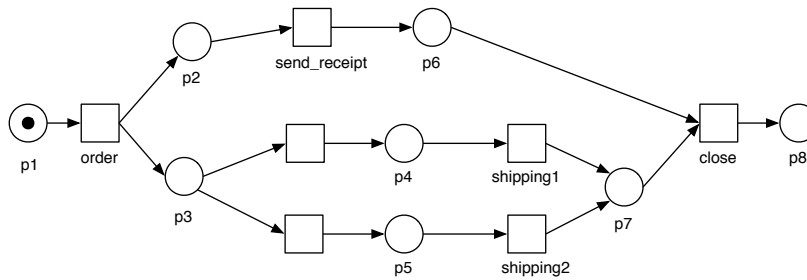 p2
send_receipt
p6
p1
order
p4
shipping1
close
p8
p3
p7
p5
shipping2